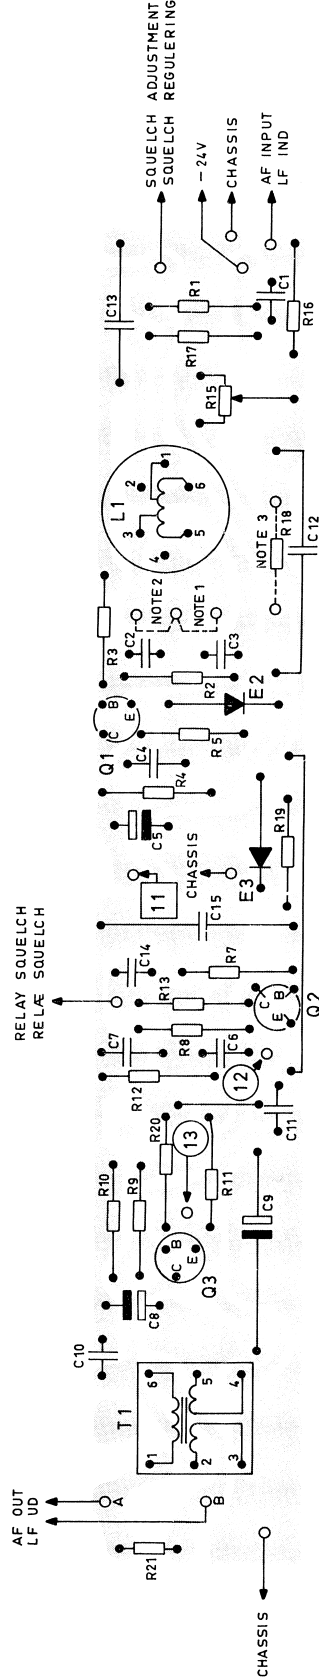 SQUELCH ADJUSTMENT
SQUELCH REGULERING
-24V
CHASSIS
AF INPUT
LF IND
C13
R1
R17
C1
R16
R15
L1
1
2
3
4
5
6
NOTE 2
NOTE 1
NOTE 3
R18
C12
R3
C2
C3
R2
E2
Q1
B
C
E
R5
C4
R4
C5
11
CHASSIS
E3
R19
C15
RELAY SQUELCH
RELÆ SQUELCH
C14
R13
R7
C7
R8
C6
C
B
E
Q2
R12
12
C11
R20
13
R11
R10
R9
B
C
E
Q3
C9
C8
C10
T1
6
5
4
1
2
3
AF OUT
LF UD
A
B
R21
CHASSIS